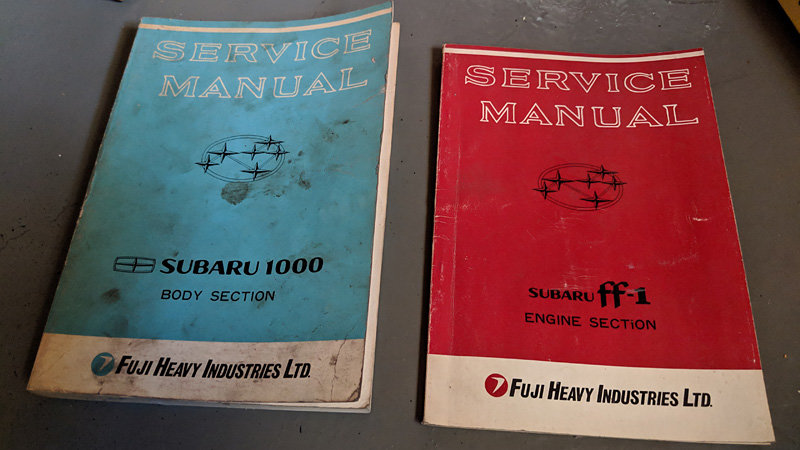 SERVICE
MANUAL
SUBARU 1000
BODY SECTION
FUJI HEAVY INDUSTRIES LTD.
SERVICE
MANUAL
SUBARU ff-1
ENGINE SECTION
FUJI HEAVY INDUSTRIES LTD.